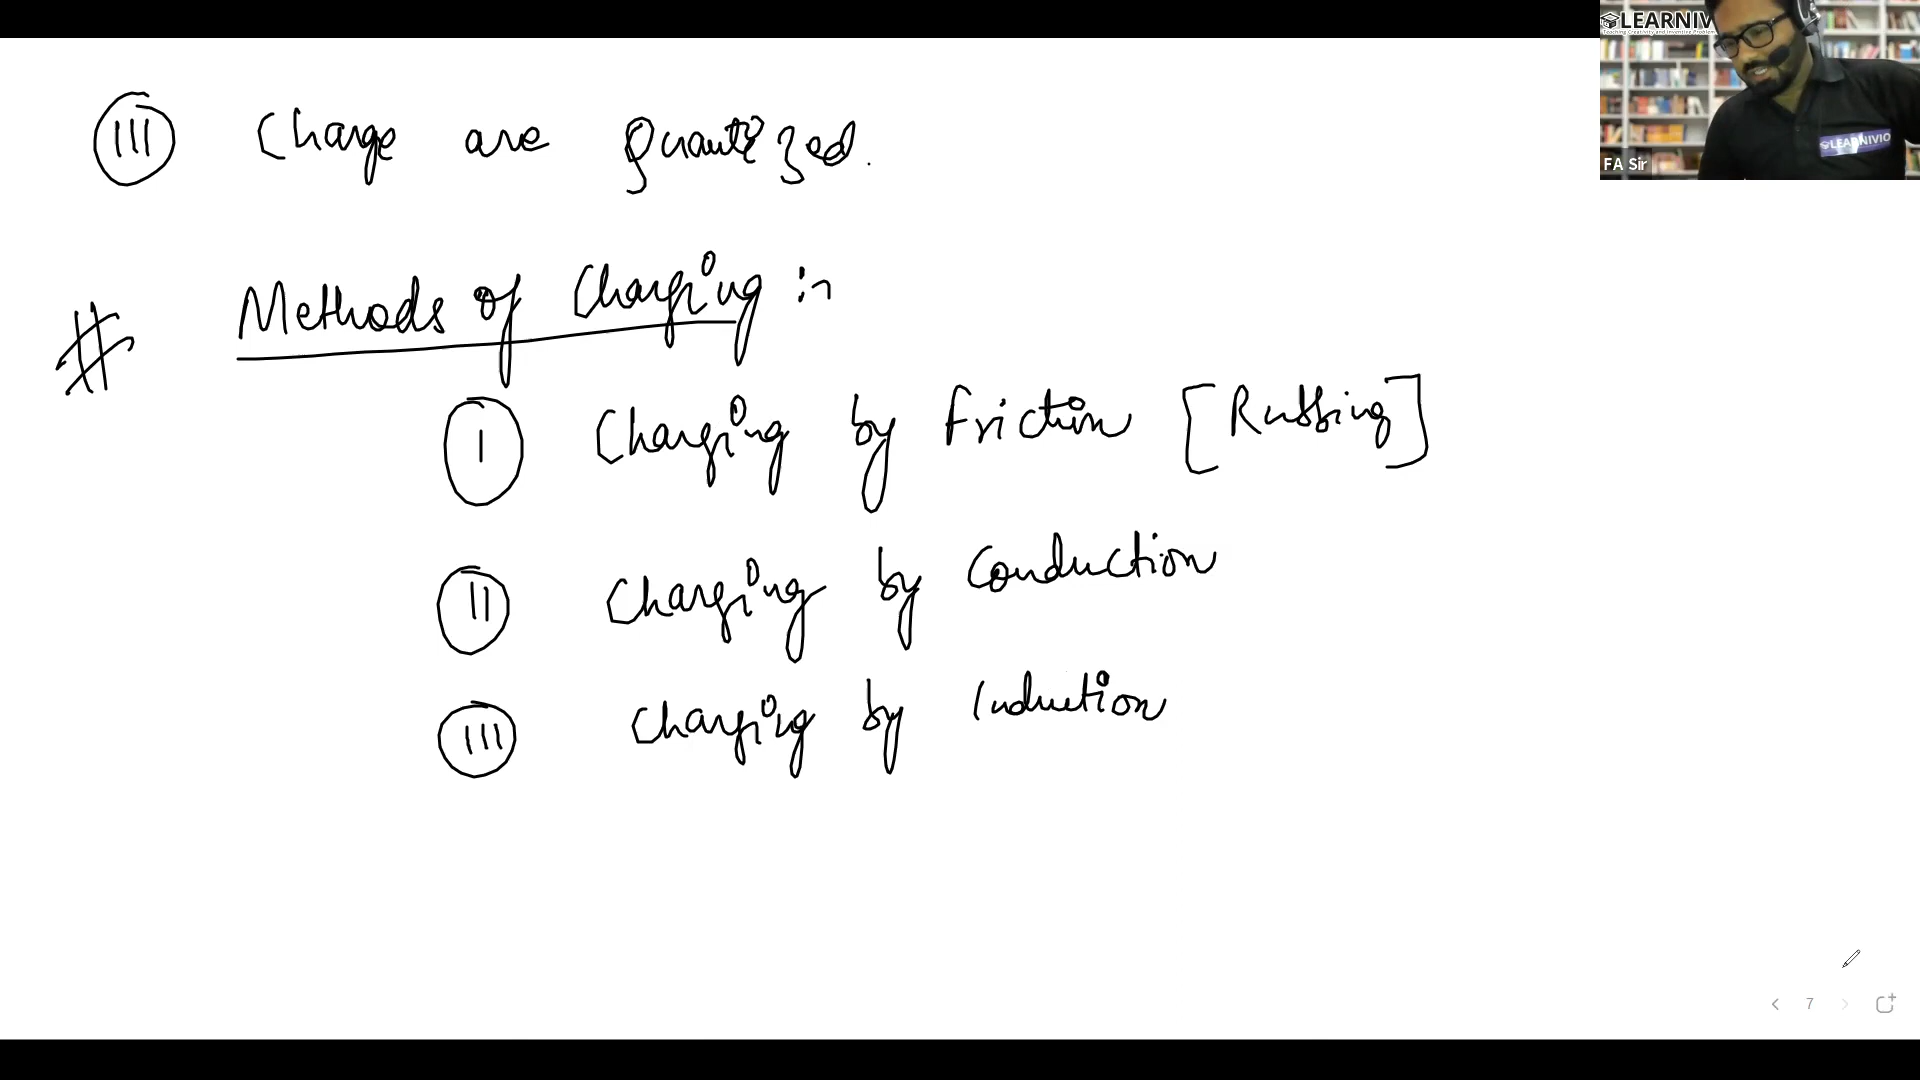 LEARNIV
FA Sir
LEARNIVIO
III Charge are Quantized.
# Methods of Charging :-
I Charging by Friction [Rubbing]
II Charging by Conduction
III Charging by Induction
7